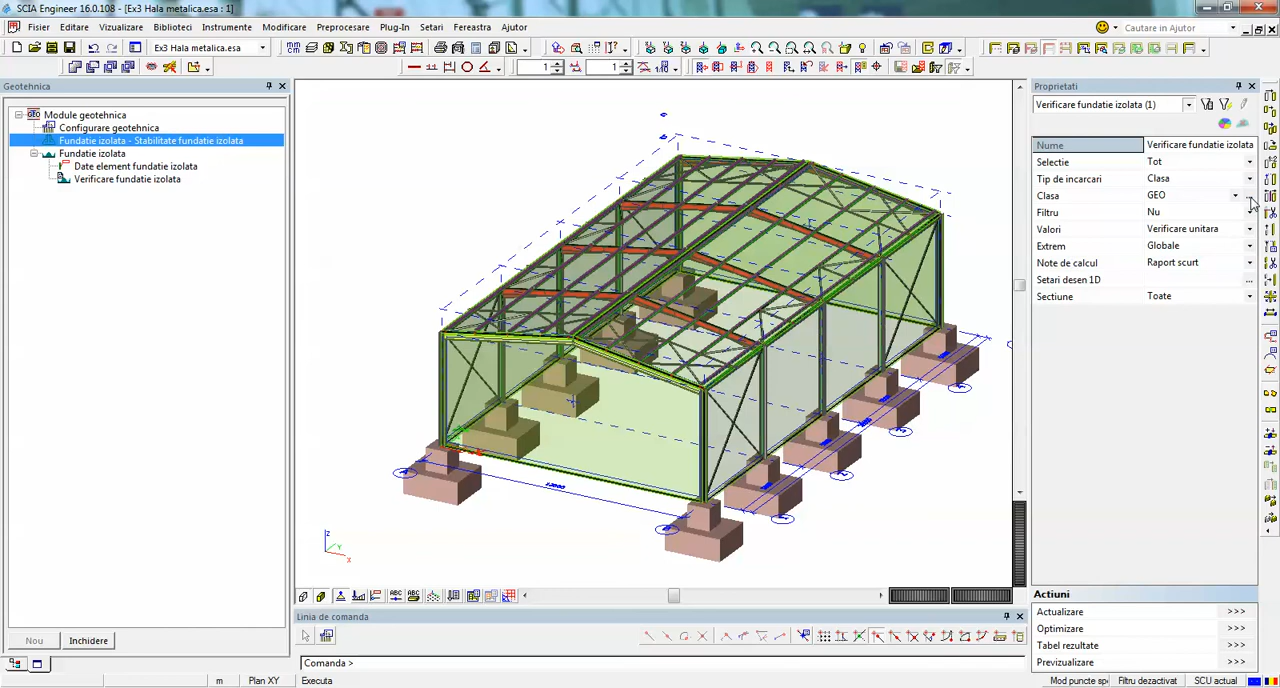 SCIA Engineer 16.0.108 - [Ex3 Hala metalica.esa : 1]
Fisier Editare Vizualizare Biblioteci Instrumente Modificare Preprocesare Plug-In Setari Fereastra Ajutor
Cautare in Ajutor
Ex3 Hala metalica.esa
1 1
Geotehnica
Module geotehnica
Configurare geotehnica
Fundatie izolata - Stabilitate fundatie izolata
Fundatie izolata
Date element fundatie izolata
Verificare fundatie izolata
Nou Inchidere
Z
Y
X
Proprietati
Verificare fundatie izolata (1)
Nume Verificare fundatie izolata
Selectie Tot
Tip de incarcari Clasa
Clasa GEO
Filtru Nu
Valori Verificare unitara
Extrem Globale
Note de calcul Raport scurt
Setari desen 1D ...
Sectiune Toate
Actiuni
Actualizare >>>
Optimizare >>>
Tabel rezultate >>>
Previzualizare >>>
Linia de comanda
Comanda >
m Plan XY Executa Mod puncte sp Filtru dezactivat SCU actual